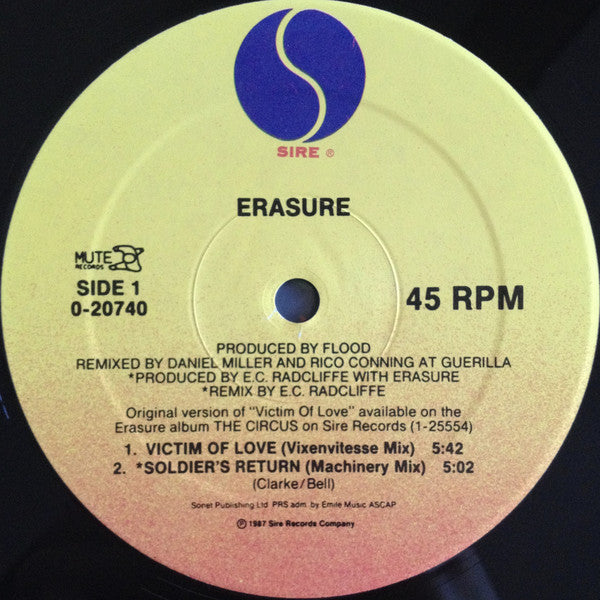 SIRE ®
ERASURE
MUTE
RECORDS
SIDE 1
0-20740
45 RPM
PRODUCED BY FLOOD
REMIXED BY DANIEL MILLER AND RICO CONNING AT GUERILLA
*PRODUCED BY E.C. RADCLIFFE WITH ERASURE
*REMIX BY E.C. RADCLIFFE
Original version of "Victim Of Love" available on the
Erasure album THE CIRCUS on Sire Records (1-25554)
1. VICTIM OF LOVE (Vixenvitesse Mix) 5:42
2. *SOLDIER'S RETURN (Machinery Mix) 5:02
(Clarke/Bell)
Sonet Publishing Ltd PRS adm. by Emile Music ASCAP
℗ 1987 Sire Records Company